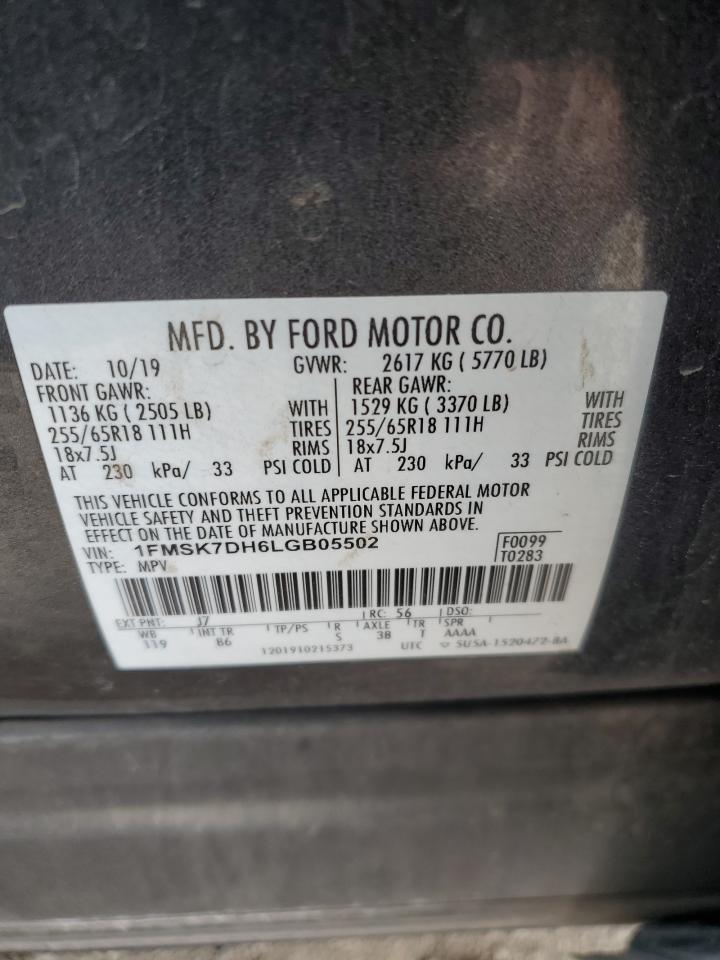 MFD. BY FORD MOTOR CO.
DATE: 10/19 GVWR: 2617 KG ( 5770 LB)
FRONT GAWR: REAR GAWR:
1136 KG ( 2505 LB) WITH 1529 KG ( 3370 LB) WITH
255/65R18 111H TIRES 255/65R18 111H TIRES
18x7.5J RIMS 18x7.5J RIMS
AT 230 kPa/ 33 PSI COLD AT 230 kPa/ 33 PSI COLD
THIS VEHICLE CONFORMS TO ALL APPLICABLE FEDERAL MOTOR
VEHICLE SAFETY AND THEFT PREVENTION STANDARDS IN
EFFECT ON THE DATE OF MANUFACTURE SHOWN ABOVE.
VIN: 1FMSK7DH6LGB05502 F0099
TYPE: MPV T0283
EXT PNT: J7 RC: 56 DSO:
WB INT TR TP/PS R AXLE TR SPR
119 B6 S 38 T AAAA
1201910215373 UTC SUSA-1520472-BA